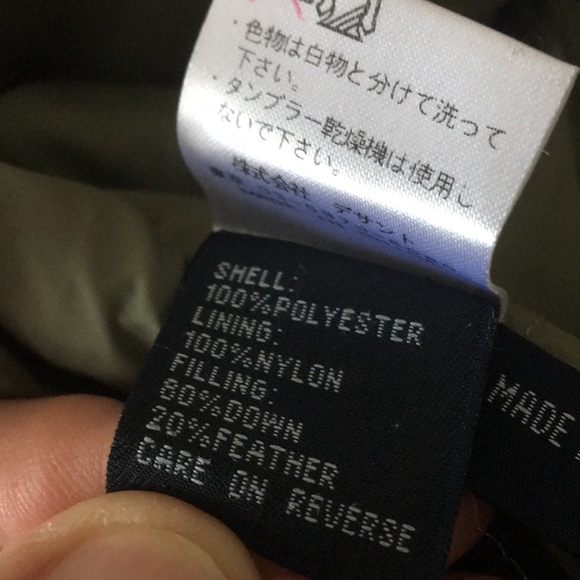 ・色物は白物と分けて洗って
下さい。
・タンブラー乾燥機は使用し
ないで下さい。
株式会社 デサント
SHELL:
100%POLYESTER
LINING:
100%NYLON
FILLING:
80%DOWN
20%FEATHER
CARE ON REVERSE
MADE